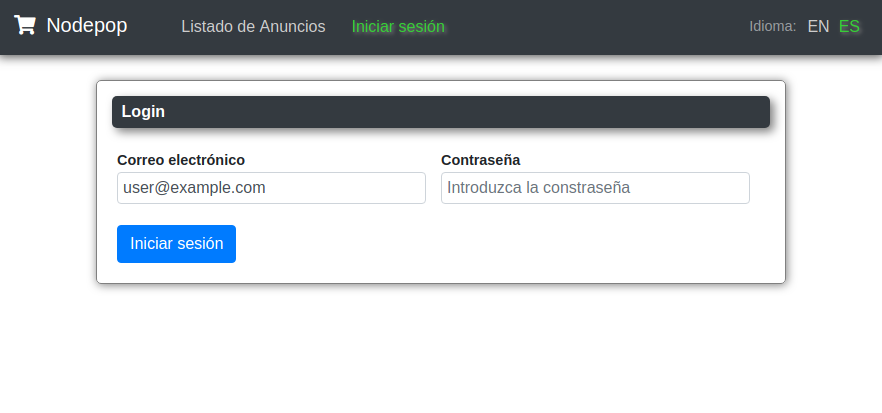 Nodepop Listado de Anuncios Iniciar sesión Idioma: EN ES
Login
Correo electrónico Contraseña
user@example.com Introduzca la constraseña
Iniciar sesión